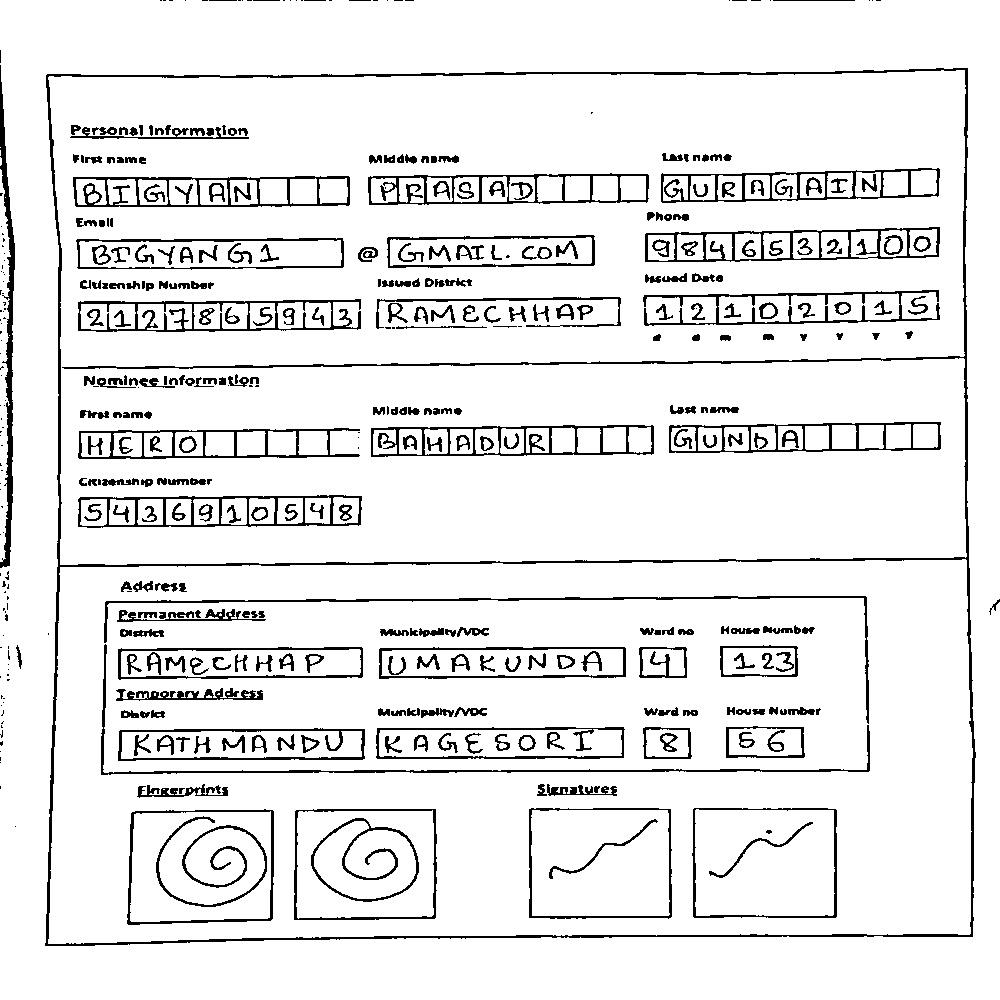 Personal Information
First name Middle name Last name
BIGYAN PRASAD GURAGAIN
Email Phone
BIGYANG1 @ GMAIL.COM 9846532100
Citizenship Number Issued District Issued Date
2127865943 RAMECHHAP 12102015
d d m m y y y y
Nominee Information
First name Middle name Last name
HERO BAHADUR GUNDA
Citizenship Number
5436910548
Address
Permanent Address
District Municipality/VDC Ward no House Number
RAMECHHAP UMAKUNDA 4 123
Temporary Address
District Municipality/VDC Ward no House Number
KATHMANDU KAGESORI 8 56
Fingerprints Signatures